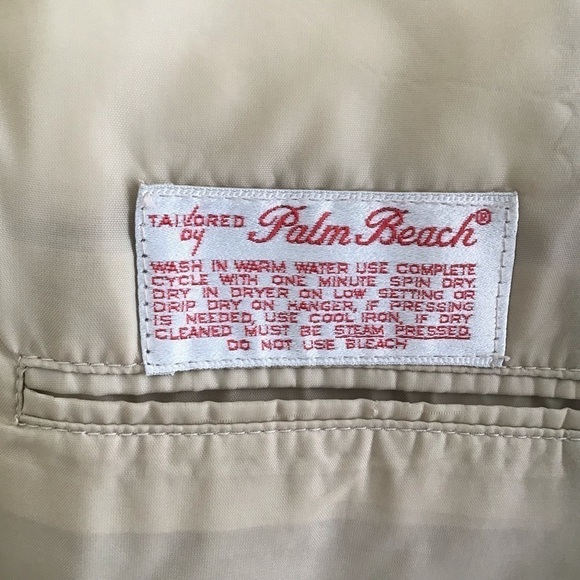 TAILORED by Palm Beach®
WASH IN WARM WATER USE COMPLETE
CYCLE WITH ONE MINUTE SPIN DRY.
DRY IN DRYER ON LOW SETTING OR
DRIP DRY ON HANGER, IF PRESSING
IS NEEDED, USE COOL IRON, IF DRY
CLEANED MUST BE STEAM PRESSED.
DO NOT USE BLEACH